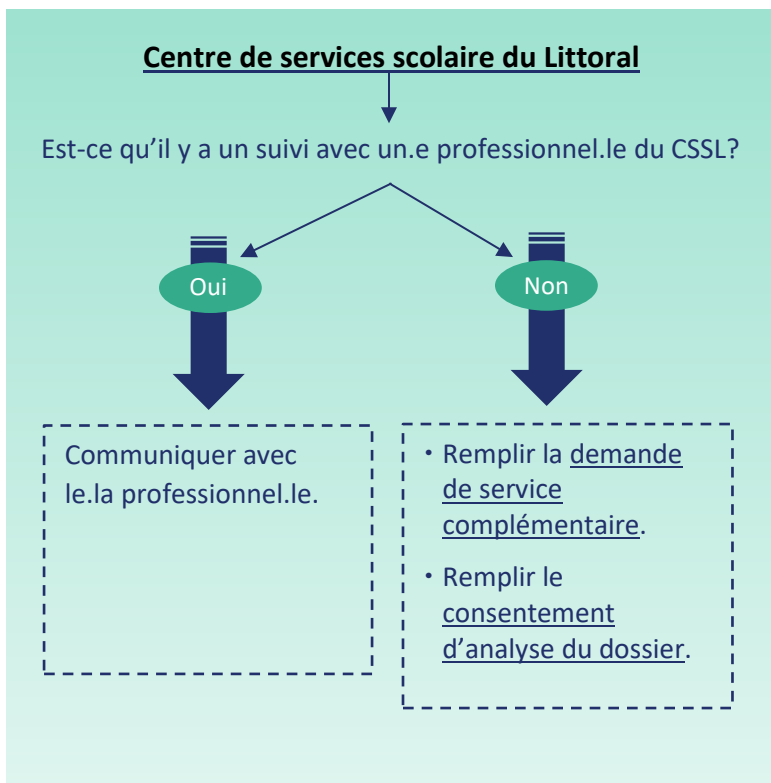 Centre de services scolaire du Littoral
Est-ce qu’il y a un suivi avec un.e professionnel.le du CSSL?
Oui
Non
Communiquer avec
le.la professionnel.le.
· Remplir la demande
de service
complémentaire.
· Remplir le
consentement
d’analyse du dossier.